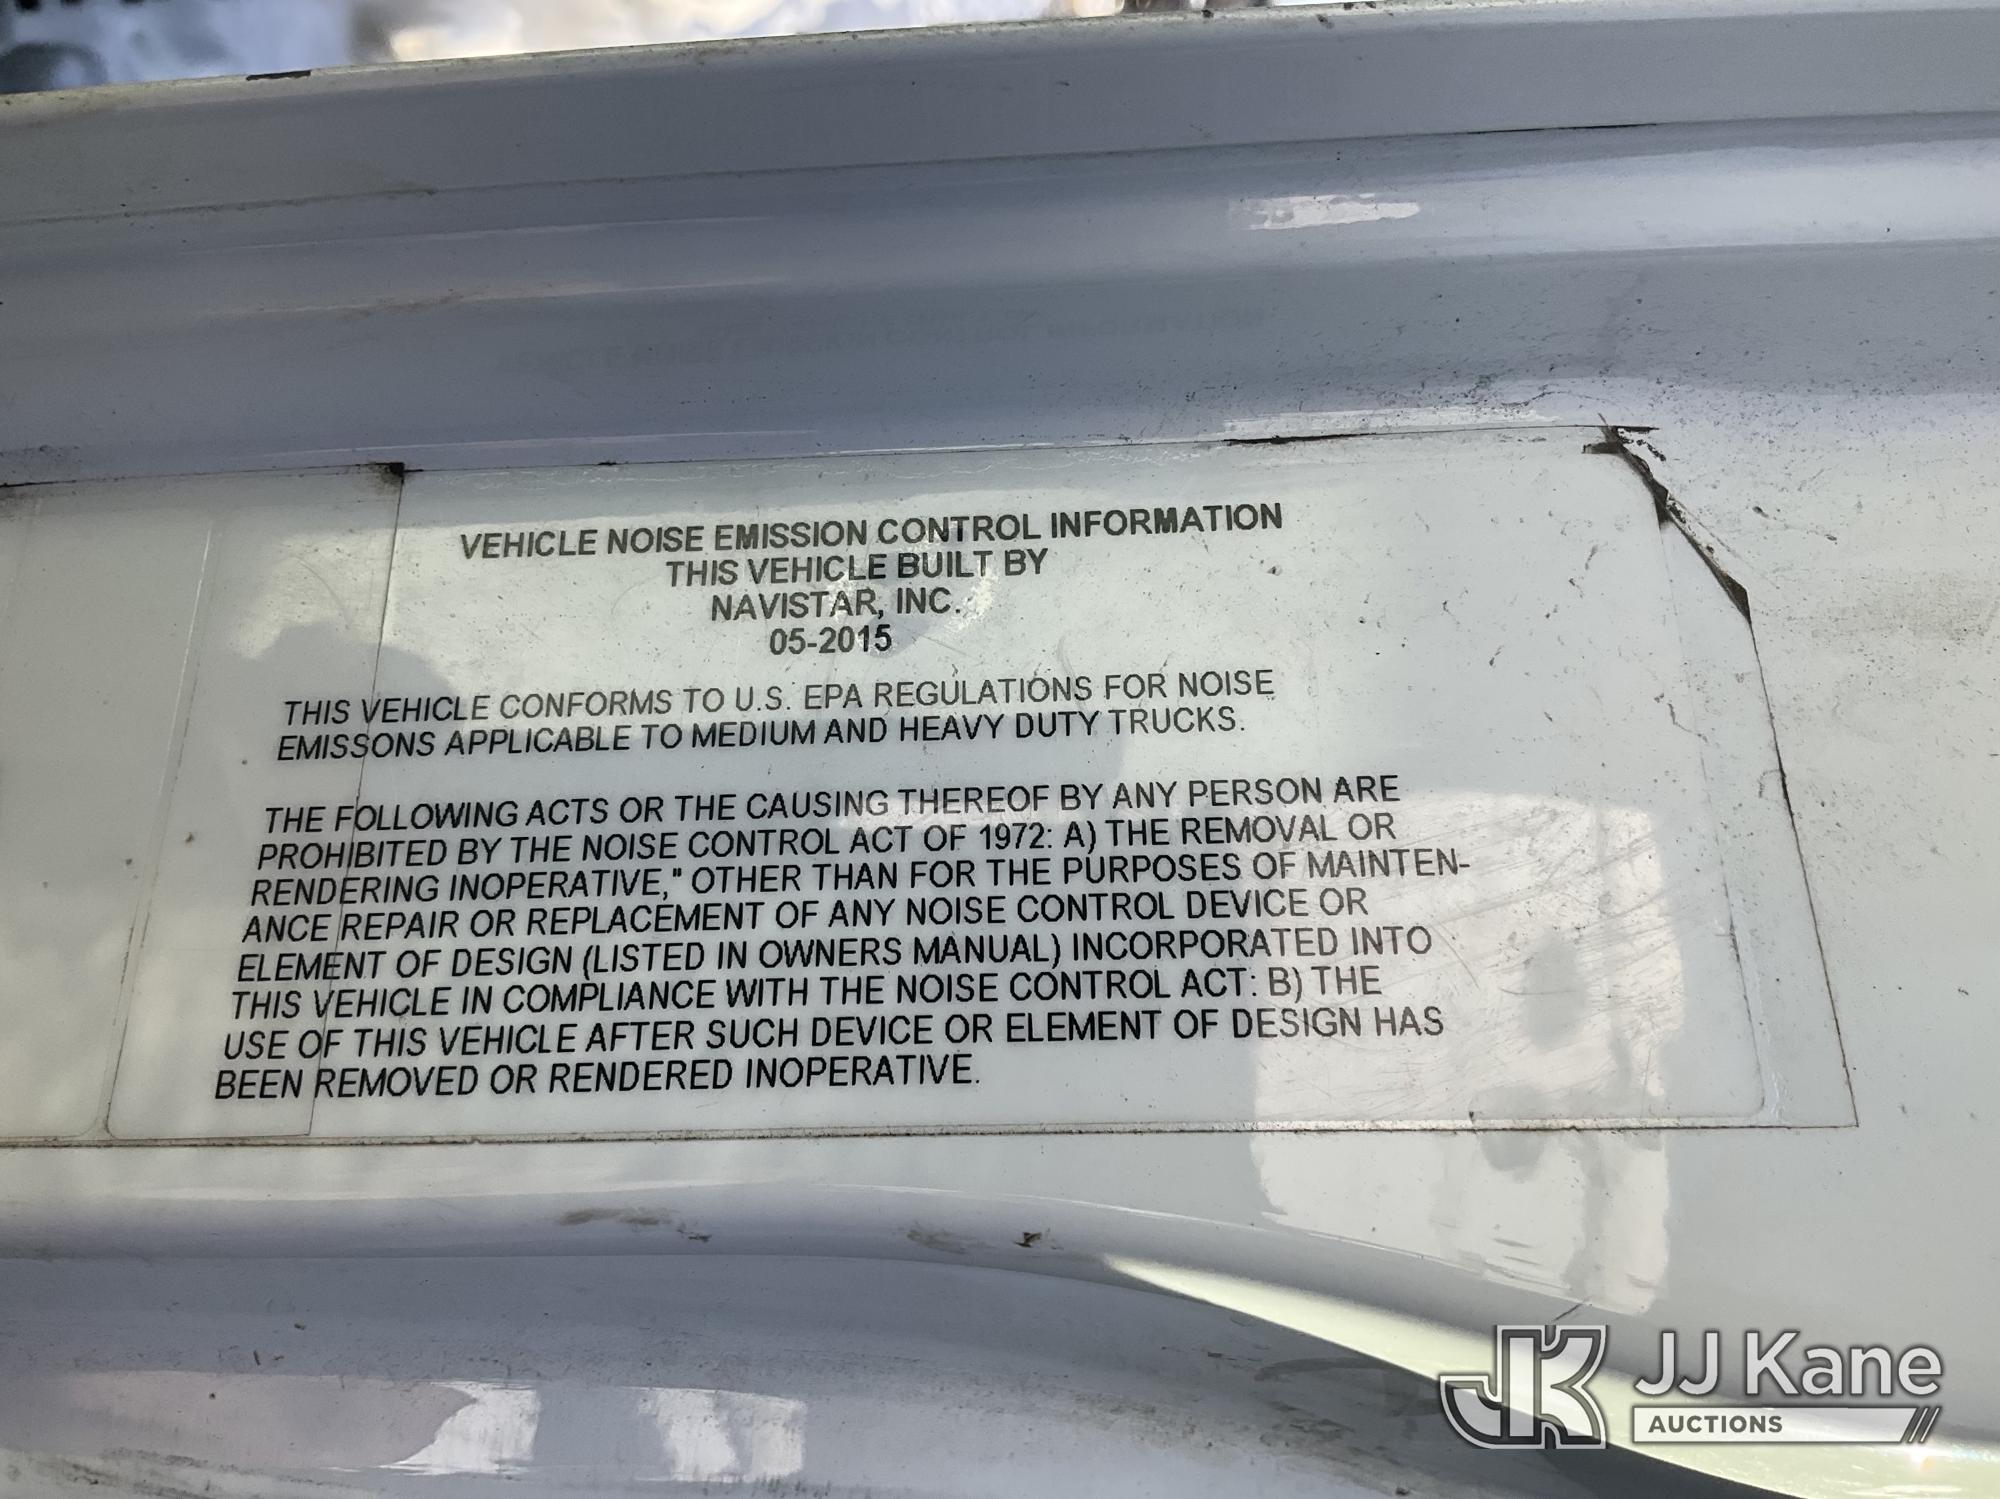 VEHICLE NOISE EMISSION CONTROL INFORMATION
THIS VEHICLE BUILT BY
NAVISTAR, INC.
05-2015
THIS VEHICLE CONFORMS TO U.S. EPA REGULATIONS FOR NOISE
EMISSONS APPLICABLE TO MEDIUM AND HEAVY DUTY TRUCKS.
THE FOLLOWING ACTS OR THE CAUSING THEREOF BY ANY PERSON ARE
PROHIBITED BY THE NOISE CONTROL ACT OF 1972: A) THE REMOVAL OR
RENDERING INOPERATIVE," OTHER THAN FOR THE PURPOSES OF MAINTEN-
ANCE REPAIR OR REPLACEMENT OF ANY NOISE CONTROL DEVICE OR
ELEMENT OF DESIGN (LISTED IN OWNERS MANUAL) INCORPORATED INTO
THIS VEHICLE IN COMPLIANCE WITH THE NOISE CONTROL ACT: B) THE
USE OF THIS VEHICLE AFTER SUCH DEVICE OR ELEMENT OF DESIGN HAS
BEEN REMOVED OR RENDERED INOPERATIVE.
JK JJ Kane
AUCTIONS